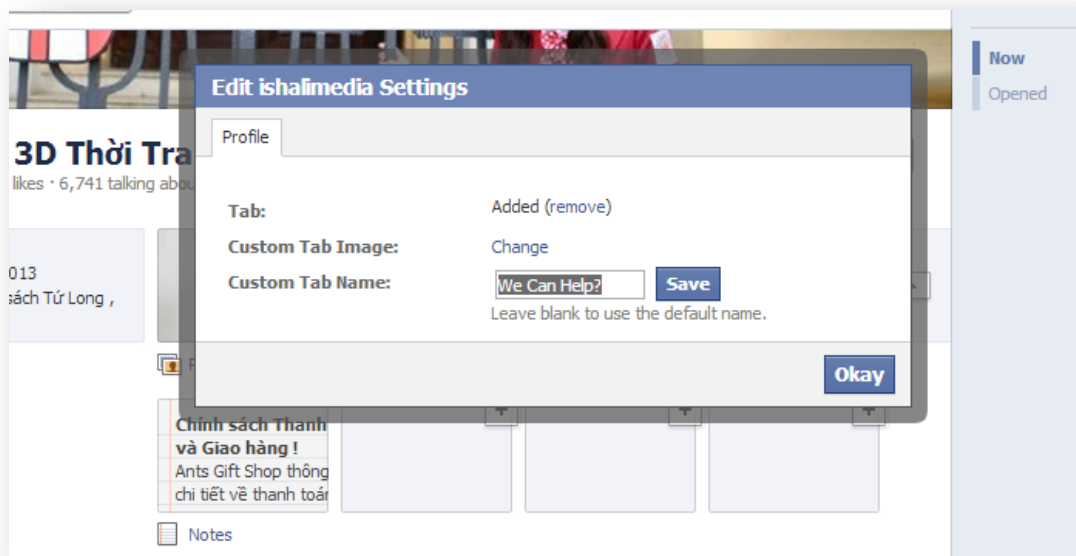 Edit ishalimedia Settings
Profile
Tab:
Added (remove)
Custom Tab Image:
Change
Custom Tab Name:
We Can Help?
Save
Leave blank to use the default name.
Okay
Now
Opened
3D Thời Tra
likes · 6,741 talking abou
013
sách Tứ Long ,
Chính sách Thanh
và Giao hàng !
Ants Gift Shop thông
chi tiết về thanh toán
Notes